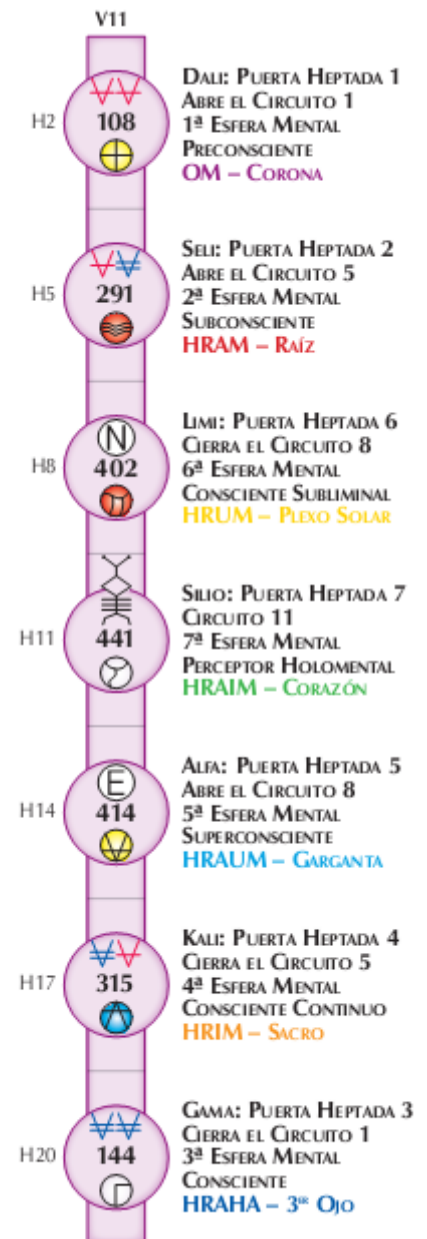 V11
H2
108
Dali: Puerta Heptada 1
Abre el Circuito 1
1ª Esfera Mental
Preconsciente
OM – Corona
H5
291
Seli: Puerta Heptada 2
Abre el Circuito 5
2ª Esfera Mental
Subconsciente
HRAM – Raíz
H8
N
402
Limi: Puerta Heptada 6
Cierra el Circuito 8
6ª Esfera Mental
Consciente Subliminal
HRUM – Plexo Solar
H11
441
Silio: Puerta Heptada 7
Circuito 11
7ª Esfera Mental
Perceptor Holomental
HRAIM – Corazón
H14
E
414
Alfa: Puerta Heptada 5
Abre el Circuito 8
5ª Esfera Mental
Superconsciente
HRAUM – Garganta
H17
315
Kali: Puerta Heptada 4
Cierra el Circuito 5
4ª Esfera Mental
Consciente Continuo
HRIM – Sacro
H20
144
Gama: Puerta Heptada 3
Cierra el Circuito 1
3ª Esfera Mental
Consciente
HRAHA – 3er Ojo